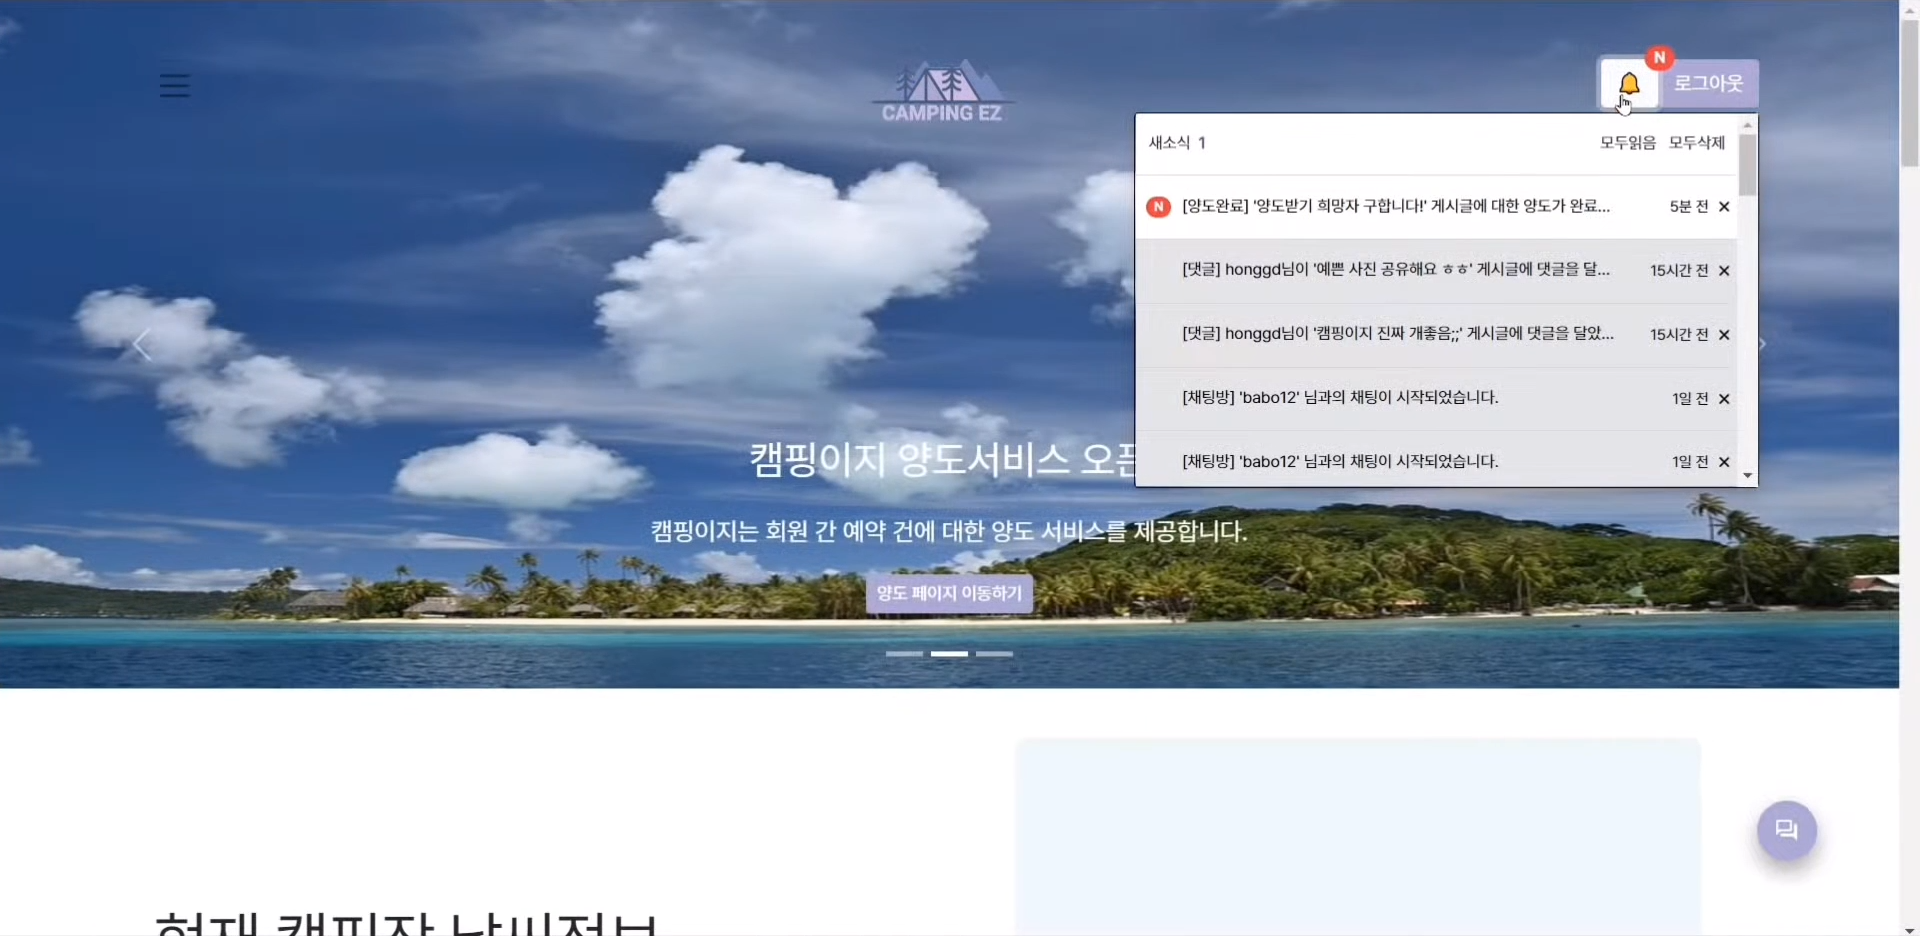 CAMPING EZ
N
로그아웃
새소식 1
모두읽음 모두삭제
N [양도완료] '양도받기 희망자 구합니다!' 게시글에 대한 양도가 완료... 5분 전 ✕
[댓글] honggd님이 '예쁜 사진 공유해요 ㅎㅎ' 게시글에 댓글을 달... 15시간 전 ✕
[댓글] honggd님이 '캠핑이지 진짜 개좋음;;' 게시글에 댓글을 달았... 15시간 전 ✕
[채팅방] 'babo12' 님과의 채팅이 시작되었습니다. 1일 전 ✕
[채팅방] 'babo12' 님과의 채팅이 시작되었습니다. 1일 전 ✕
캠핑이지 양도서비스 오픈
캠핑이지는 회원 간 예약 건에 대한 양도 서비스를 제공합니다.
양도 페이지 이동하기
현재 캠핑장 날씨정보